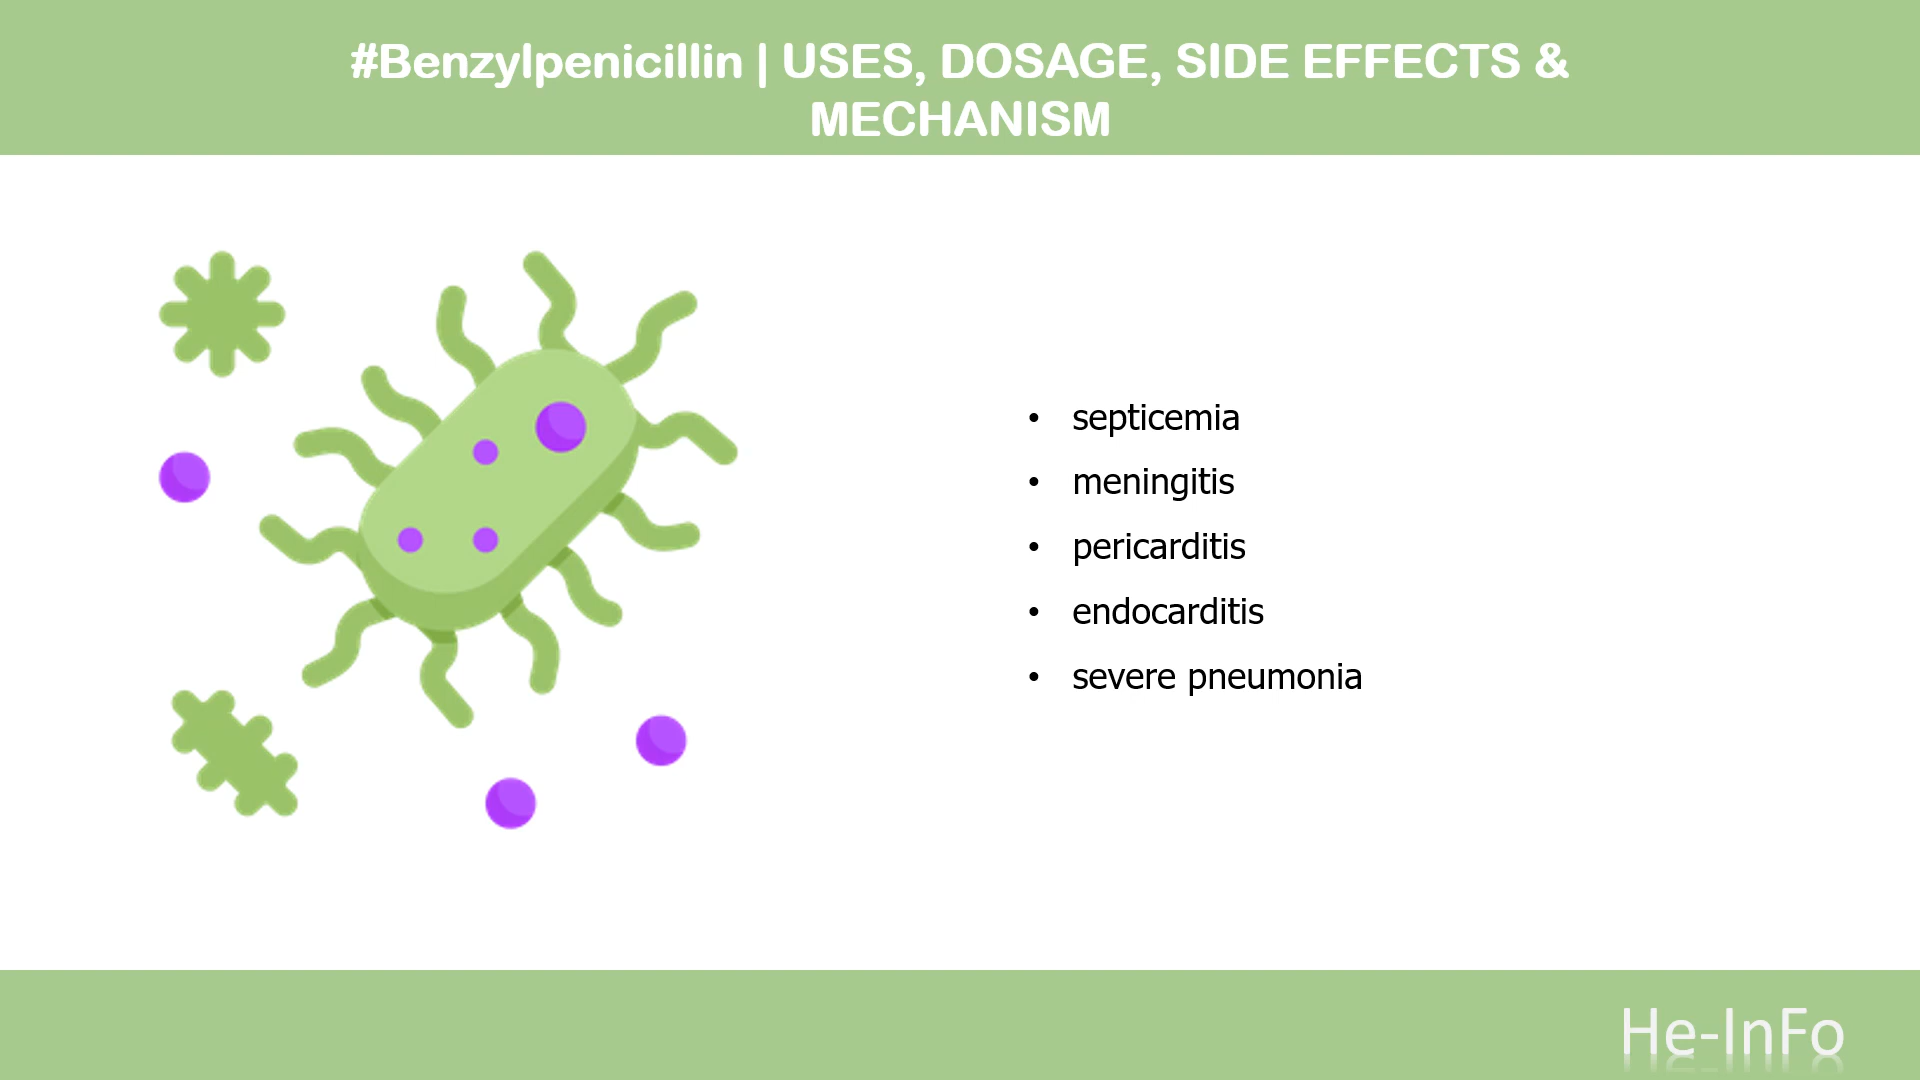 #Benzylpenicillin | USES, DOSAGE, SIDE EFFECTS &
MECHANISM
• septicemia
• meningitis
• pericarditis
• endocarditis
• severe pneumonia
He-InFo